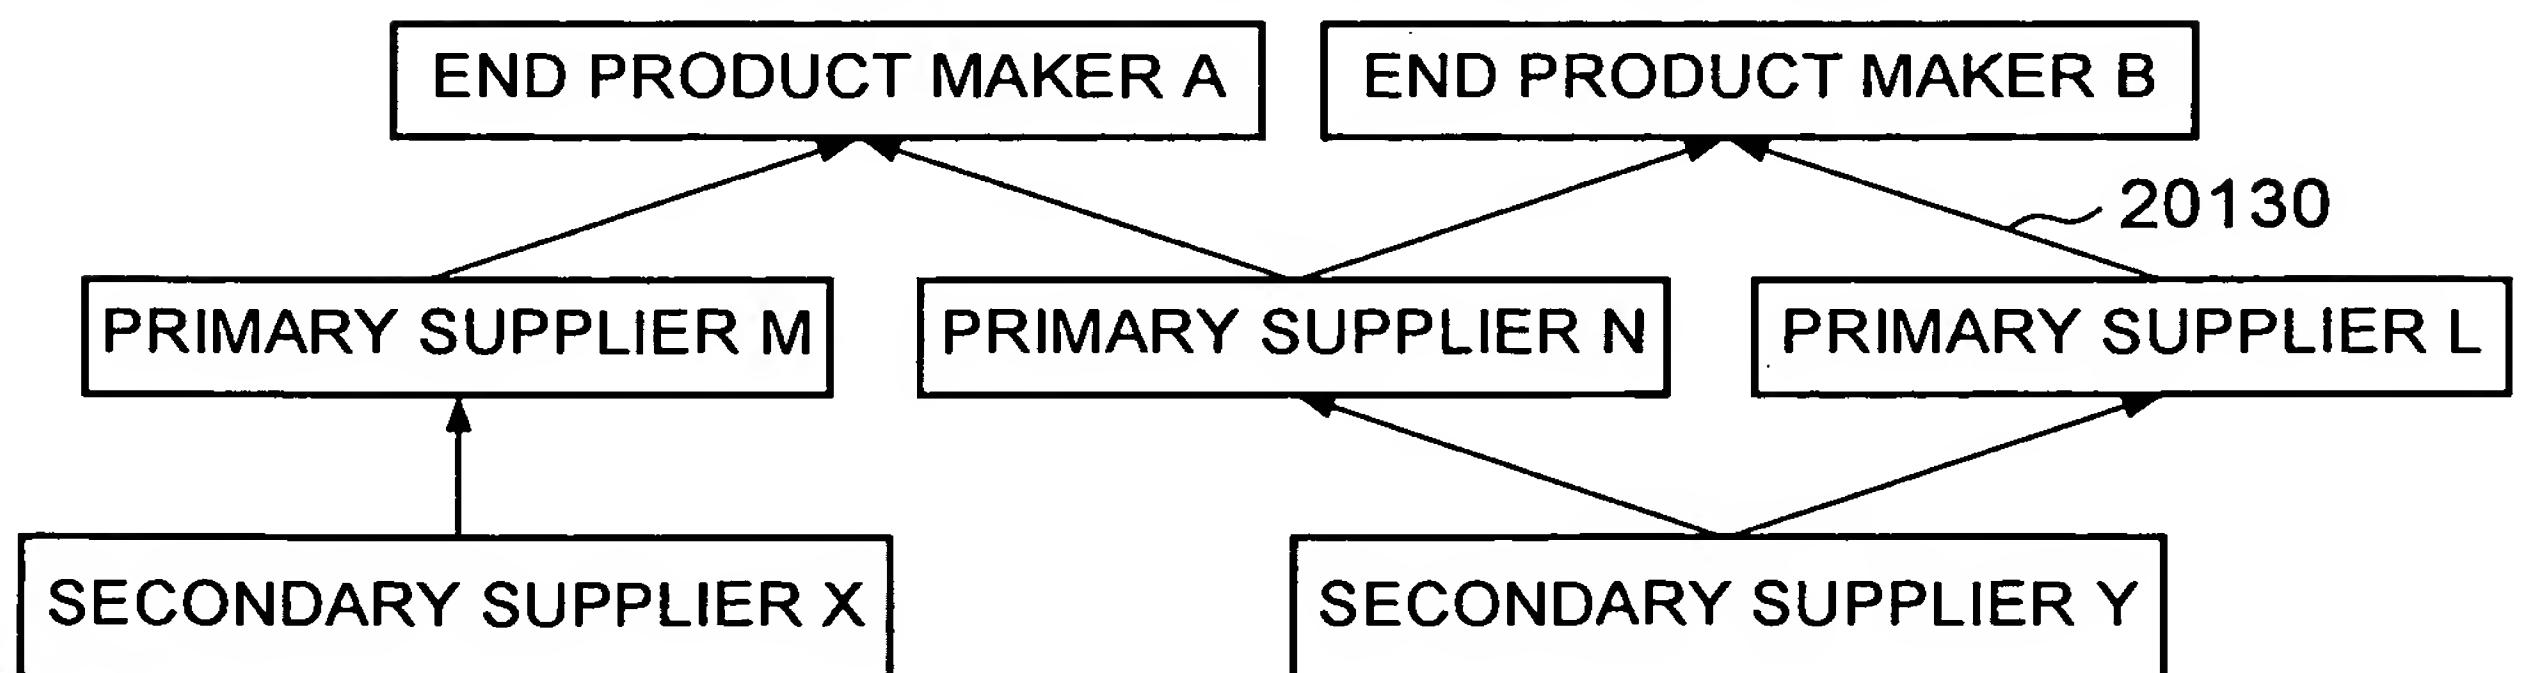 END PRODUCT MAKER A
END PRODUCT MAKER B
20130
PRIMARY SUPPLIER M
PRIMARY SUPPLIER N
PRIMARY SUPPLIER L
SECONDARY SUPPLIER X
SECONDARY SUPPLIER Y